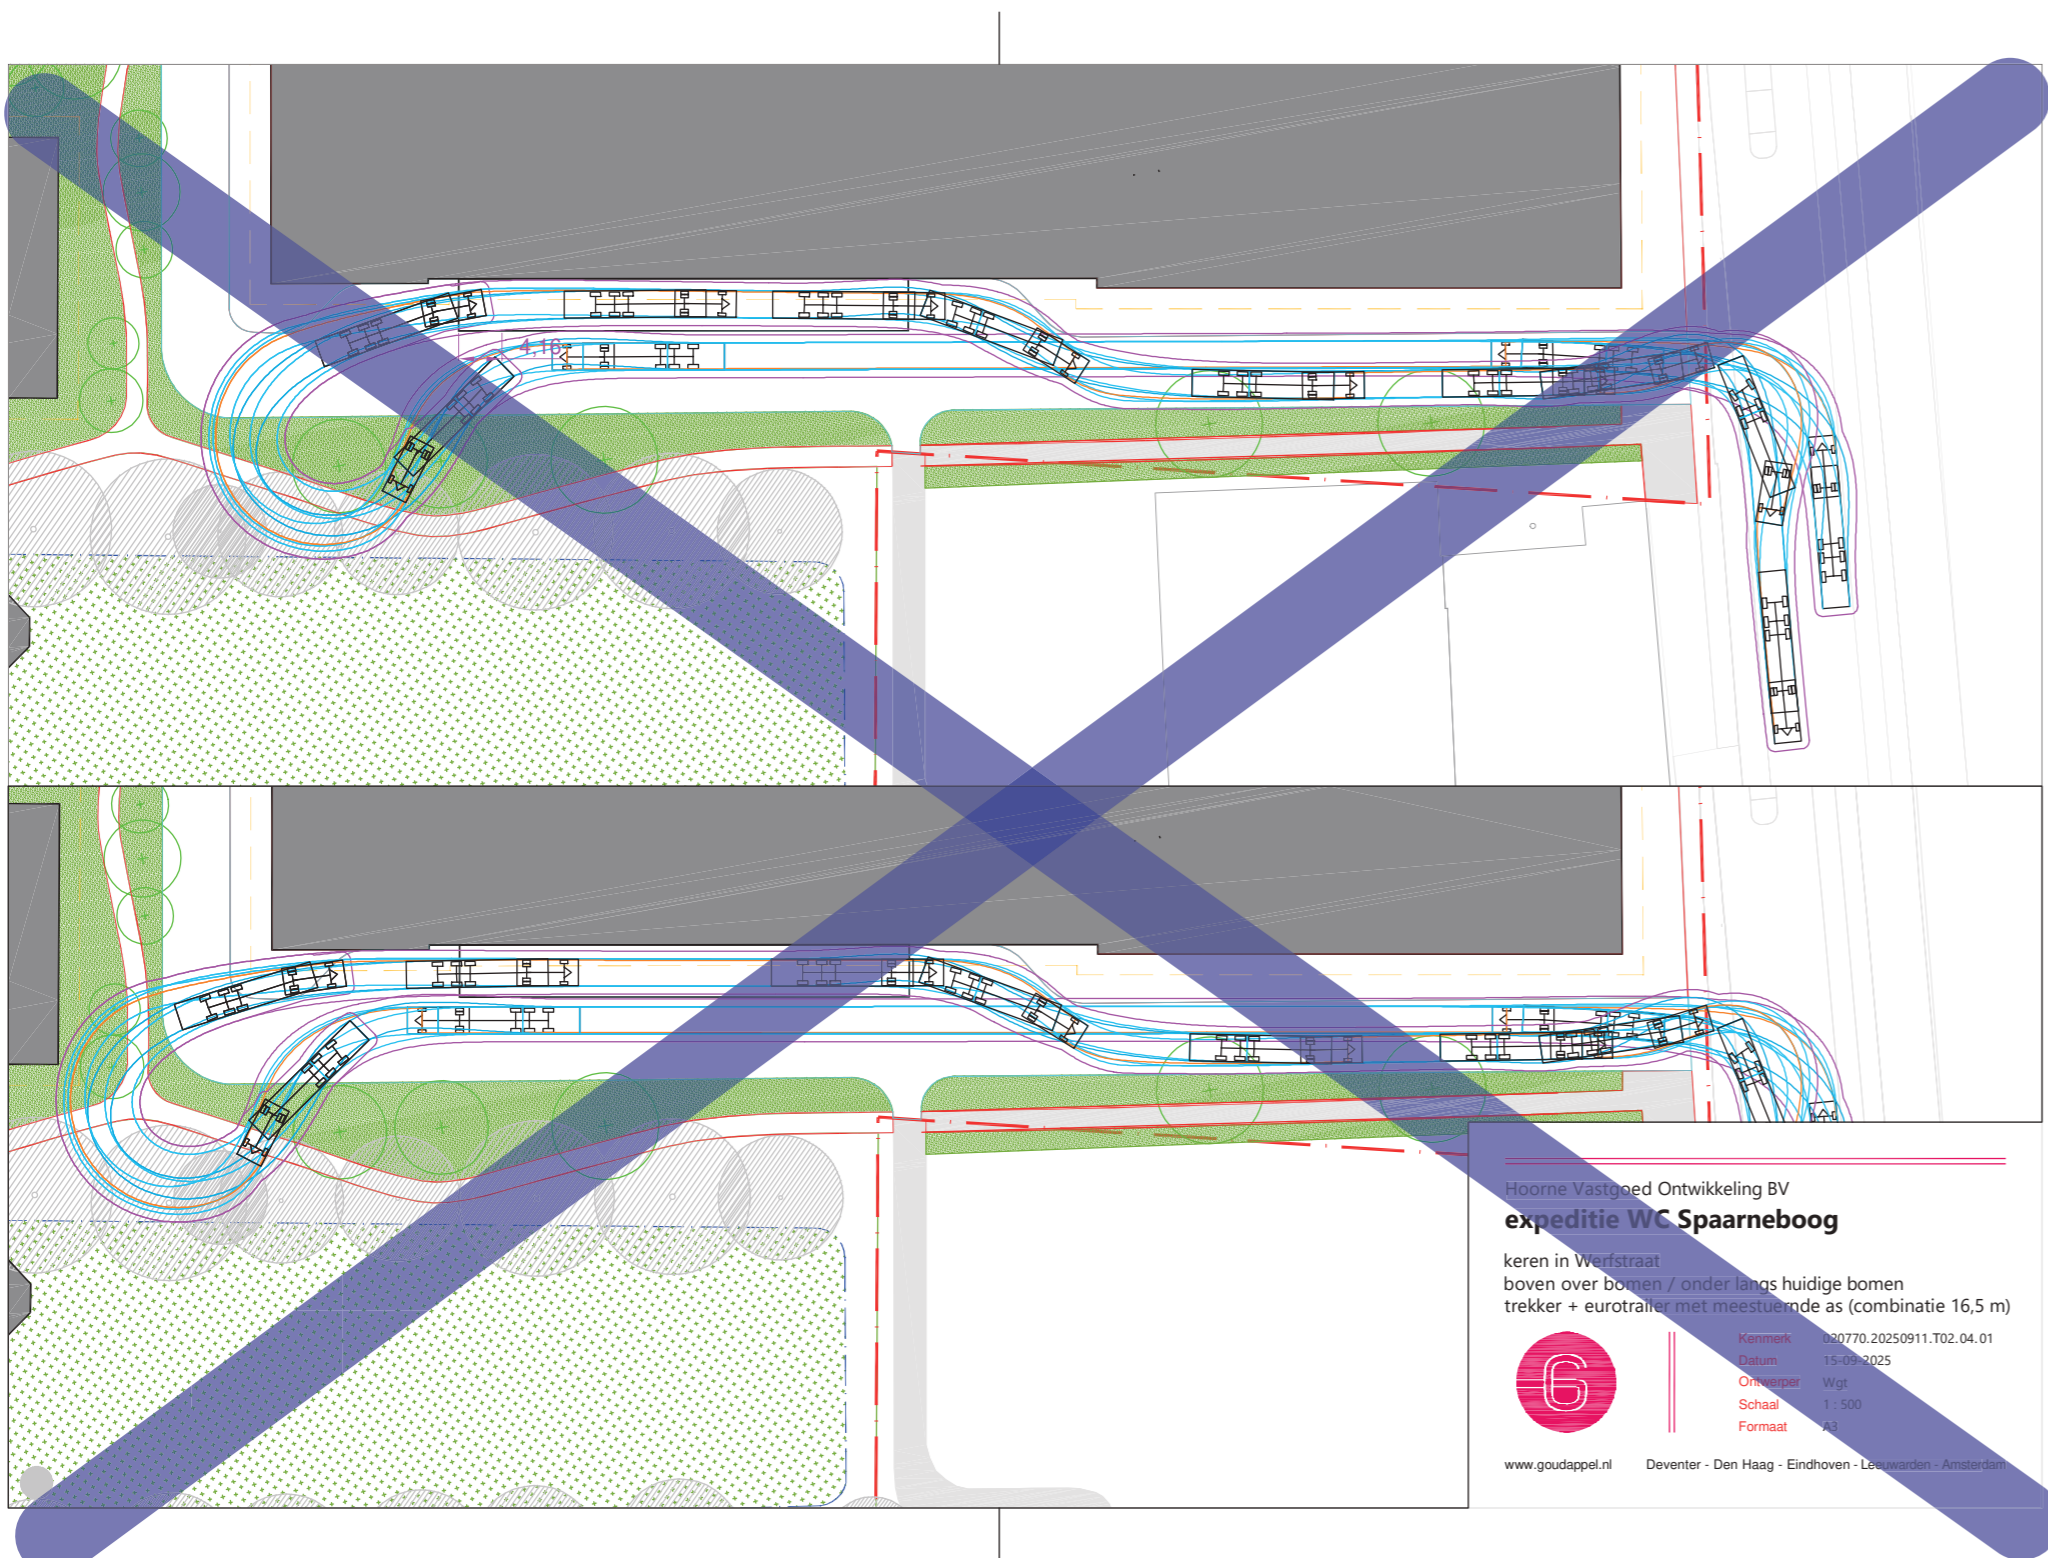 4,16
Hoorne Vastgoed Ontwikkeling BV
expeditie WC Spaarneboog
keren in Werfstraat
boven over bomen / onder langs huidige bomen
trekker + eurotrailer met meestuernde as (combinatie 16,5 m)
Kenmerk 020770.20250911.T02.04.01
Datum 15-09-2025
Ontwerper Wgt
Schaal 1 : 500
Formaat A3
www.goudappel.nl Deventer - Den Haag - Eindhoven - Leeuwarden - Amsterdam